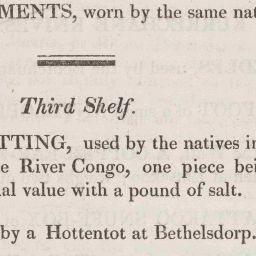 MENTS, worn by the same nat
Third Shelf.
TTING, used by the natives in
e River Congo, one piece bei
al value with a pound of salt.
by a Hottentot at Bethelsdorp.